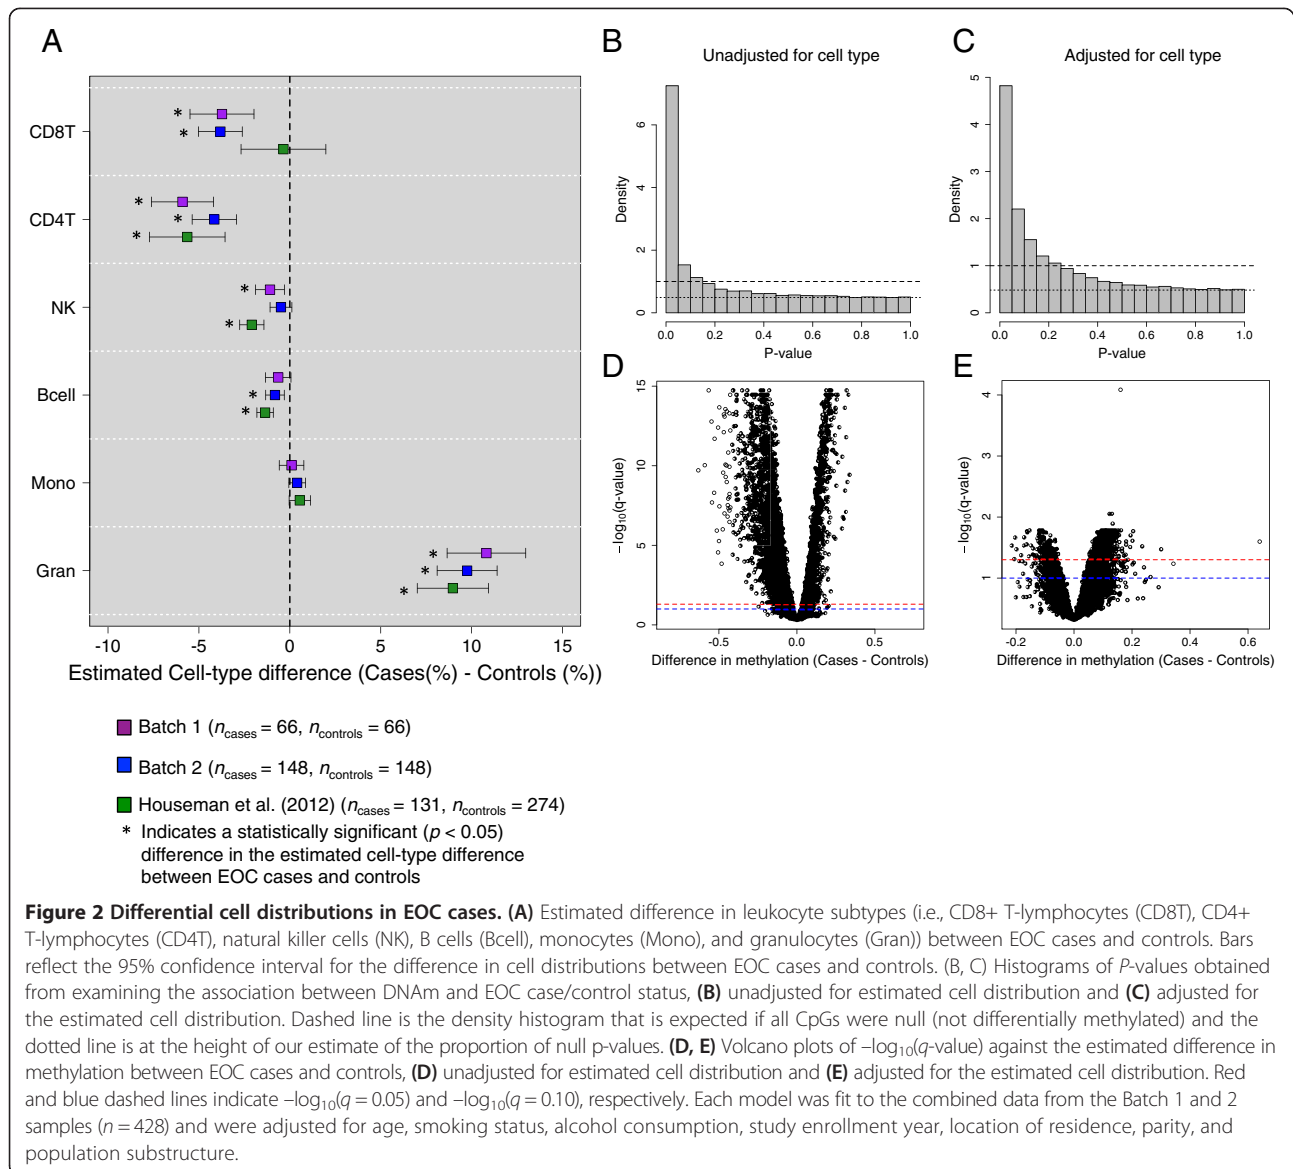 A
CD8T
CD4T
NK
Bcell
Mono
Gran
* * * * * * * * * * * *
-10 -5 0 5 10 15
Estimated Cell-type difference (Cases(%) - Controls (%))
Batch 1 (ncases = 66, ncontrols = 66)
Batch 2 (ncases = 148, ncontrols = 148)
Houseman et al. (2012) (ncases = 131, ncontrols = 274)
* Indicates a statistically significant (p < 0.05)
difference in the estimated cell-type difference
between EOC cases and controls
B
Unadjusted for cell type
Density
0 2 4 6
0.0 0.2 0.4 0.6 0.8 1.0
P-value
C
Adjusted for cell type
Density
0 1 2 3 4 5
0.0 0.2 0.4 0.6 0.8 1.0
P-value
D
−log10(q-value)
0 5 10 15
-0.5 0.0 0.5
Difference in methylation (Cases - Controls)
E
−log10(q-value)
1 2 3 4
-0.2 0.0 0.2 0.4 0.6
Difference in methylation (Cases - Controls)
Figure 2 Differential cell distributions in EOC cases. (A) Estimated difference in leukocyte subtypes (i.e., CD8+ T-lymphocytes (CD8T), CD4+
T-lymphocytes (CD4T), natural killer cells (NK), B cells (Bcell), monocytes (Mono), and granulocytes (Gran)) between EOC cases and controls. Bars
reflect the 95% confidence interval for the difference in cell distributions between EOC cases and controls. (B, C) Histograms of P-values obtained
from examining the association between DNAm and EOC case/control status, (B) unadjusted for estimated cell distribution and (C) adjusted for
the estimated cell distribution. Dashed line is the density histogram that is expected if all CpGs were null (not differentially methylated) and the
dotted line is at the height of our estimate of the proportion of null p-values. (D, E) Volcano plots of –log10(q-value) against the estimated difference in
methylation between EOC cases and controls, (D) unadjusted for estimated cell distribution and (E) adjusted for the estimated cell distribution. Red
and blue dashed lines indicate –log10(q = 0.05) and –log10(q = 0.10), respectively. Each model was fit to the combined data from the Batch 1 and 2
samples (n = 428) and were adjusted for age, smoking status, alcohol consumption, study enrollment year, location of residence, parity, and
population substructure.